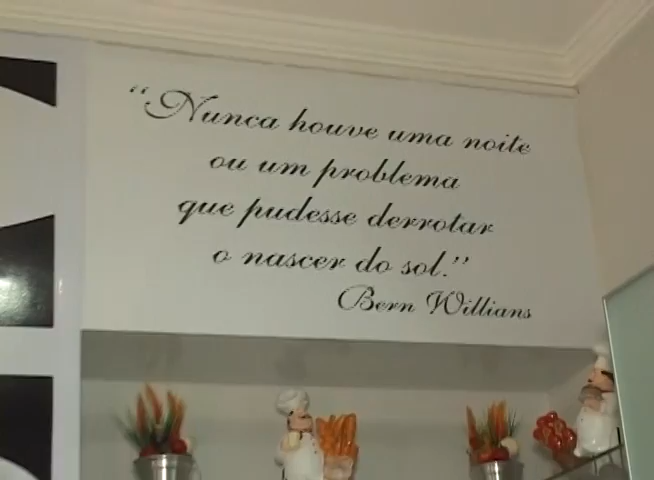 “Nunca houve uma noite
ou um problema
que pudesse derrotar
o nascer do sol.”
Bern Willians